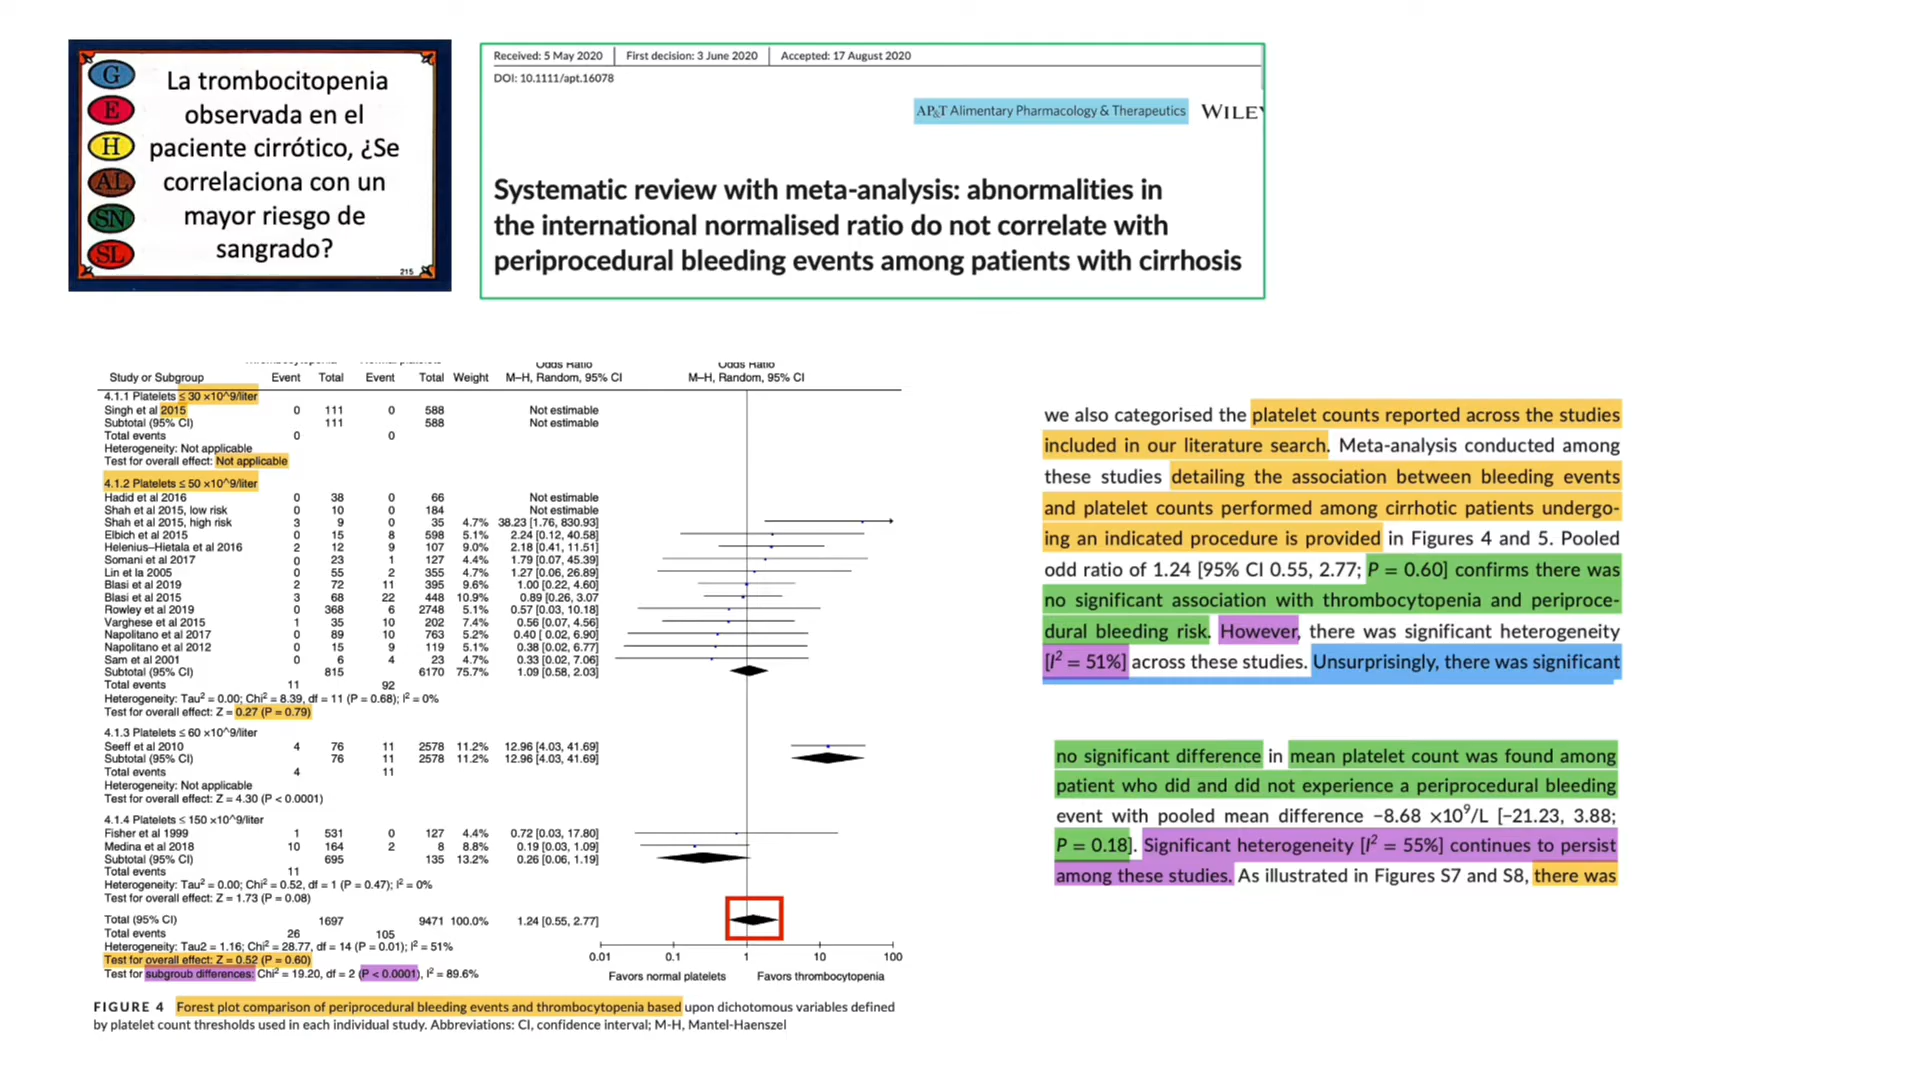 G
E
H
AL
SN
SL
La trombocitopenia
observada en el
paciente cirrótico, ¿Se
correlaciona con un
mayor riesgo de
sangrado?
215
Received: 5 May 2020 | First decision: 3 June 2020 | Accepted: 17 August 2020
DOI: 10.1111/apt.16078
AP&T Alimentary Pharmacology & Therapeutics WILEY
Systematic review with meta-analysis: abnormalities in
the international normalised ratio do not correlate with
periprocedural bleeding events among patients with cirrhosis
Odds Ratio Odds Ratio
Study or Subgroup Event Total Event Total Weight M–H, Random, 95% CI M–H, Random, 95% CI
4.1.1 Platelets ≤ 30 ×10^9/liter
Singh et al 2015 0 111 0 588 Not estimable
Subtotal (95% CI) 111 588 Not estimable
Total events 0 0
Heterogeneity: Not applicable
Test for overall effect: Not applicable
4.1.2 Platelets ≤ 50 ×10^9/liter
Hadid et al 2016 0 38 0 66 Not estimable
Shah et al 2015, low risk 0 10 0 184 Not estimable
Shah et al 2015, high risk 3 9 0 35 4.7% 38.23 [1.76, 830.93]
Elbich et al 2015 0 15 8 598 5.1% 2.24 [0.12, 40.58]
Helenius–Hietala et al 2016 2 12 9 107 9.0% 2.18 [0.41, 11.51]
Somani et al 2017 0 23 1 127 4.4% 1.79 [0.07, 45.39]
Lin et la 2005 0 55 2 355 4.7% 1.27 [0.06, 26.89]
Blasi et al 2019 2 72 11 395 9.6% 1.00 [0.22, 4.60]
Blasi et al 2015 3 68 22 448 10.9% 0.89 [0.26, 3.07
Rowley et al 2019 0 368 6 2748 5.1% 0.57 [0.03, 10.18]
Varghese et al 2015 1 35 10 202 7.4% 0.56 [0.07, 4.56]
Napolitano et al 2017 0 89 10 763 5.2% 0.40 [ 0.02, 6.90]
Napolitano et al 2012 0 15 9 119 5.1% 0.38 [0.02, 6.77]
Sam et al 2001 0 6 4 23 4.7% 0.33 [0.02, 7.06]
Subtotal (95% CI) 815 6170 75.7% 1.09 [0.58, 2.03]
Total events 11 92
Heterogeneity: Tau² = 0.00; Chi² = 8.39, df = 11 (P = 0.68); I² = 0%
Test for overall effect: Z = 0.27 (P = 0.79)
4.1.3 Platelets ≤ 60 ×10^9/liter
Seeff et al 2010 4 76 11 2578 11.2% 12.96 [4.03, 41.69]
Subtotal (95% CI) 76 11 2578 11.2% 12.96 [4.03, 41.69]
Total events 4 11
Heterogeneity: Not applicable
Test for overall effect: Z = 4.30 (P < 0.0001)
4.1.4 Platelets ≤ 150 ×10^9/liter
Fisher et al 1999 1 531 0 127 4.4% 0.72 [0.03, 17.80]
Medina et al 2018 10 164 2 8 8.8% 0.19 [0.03, 1.09]
Subtotal (95% CI) 695 135 13.2% 0.26 [0.06, 1.19]
Total events 11
Heterogeneity: Tau² = 0.00; Chi² = 0.52, df = 1 (P = 0.47); I² = 0%
Test for overall effect: Z = 1.73 (P = 0.08)
Total (95% CI) 1697 9471 100.0% 1.24 [0.55, 2.77]
Total events 26 105
Heterogeneity: Tau2 = 1.16; Chi² = 28.77, df = 14 (P = 0.01); I² = 51%
Test for overall effect: Z = 0.52 (P = 0.60)
Test for subgroub differences: Chi² = 19.20, df = 2 (P < 0.0001), I² = 89.6%
0.01 0.1 1 10 100
Favors normal platelets Favors thrombocytopenia
FIGURE 4 Forest plot comparison of periprocedural bleeding events and thrombocytopenia based upon dichotomous variables defined
by platelet count thresholds used in each individual study. Abbreviations: CI, confidence interval; M-H, Mantel-Haenszel
we also categorised the platelet counts reported across the studies
included in our literature search. Meta-analysis conducted among
these studies detailing the association between bleeding events
and platelet counts performed among cirrhotic patients undergo-
ing an indicated procedure is provided in Figures 4 and 5. Pooled
odd ratio of 1.24 [95% CI 0.55, 2.77; P = 0.60] confirms there was
no significant association with thrombocytopenia and periproce-
dural bleeding risk. However, there was significant heterogeneity
[I² = 51%] across these studies. Unsurprisingly, there was significant
no significant difference in mean platelet count was found among
patient who did and did not experience a periprocedural bleeding
event with pooled mean difference −8.68 ×10⁹/L [−21.23, 3.88;
P = 0.18]. Significant heterogeneity [I² = 55%] continues to persist
among these studies. As illustrated in Figures S7 and S8, there was